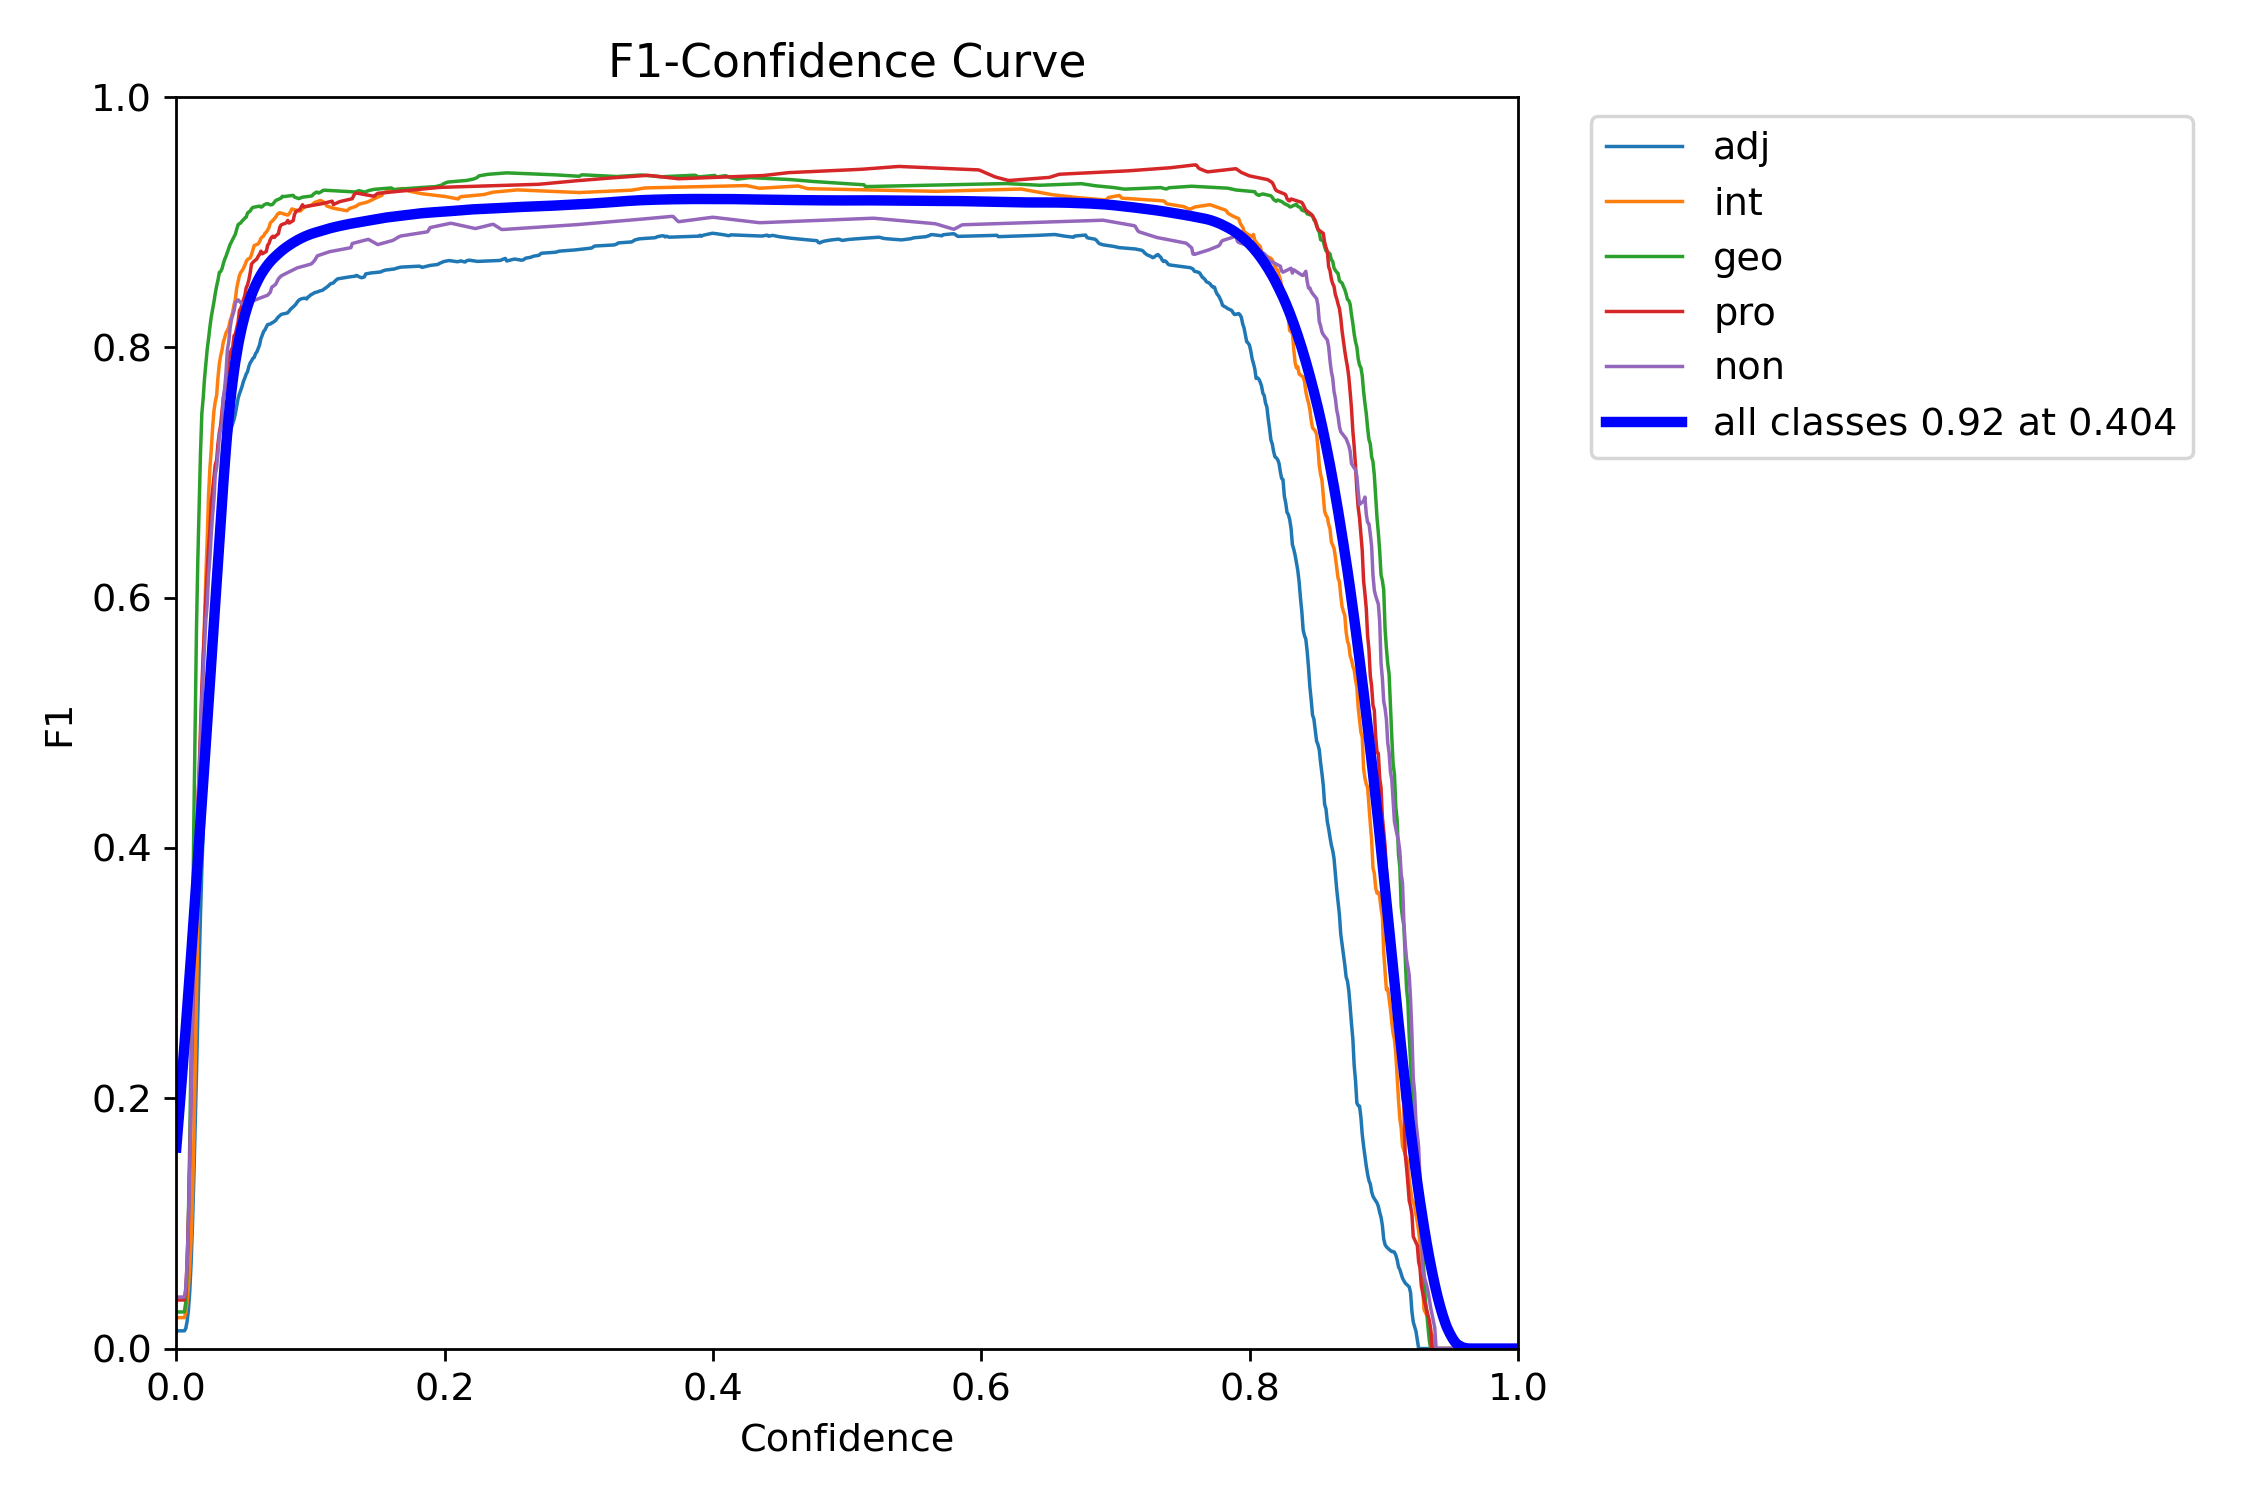 F1-Confidence Curve
1.0
0.8
0.6
0.4
0.2
0.0
F1
0.0 0.2 0.4 0.6 0.8 1.0
Confidence
adj
int
geo
pro
non
all classes 0.92 at 0.404